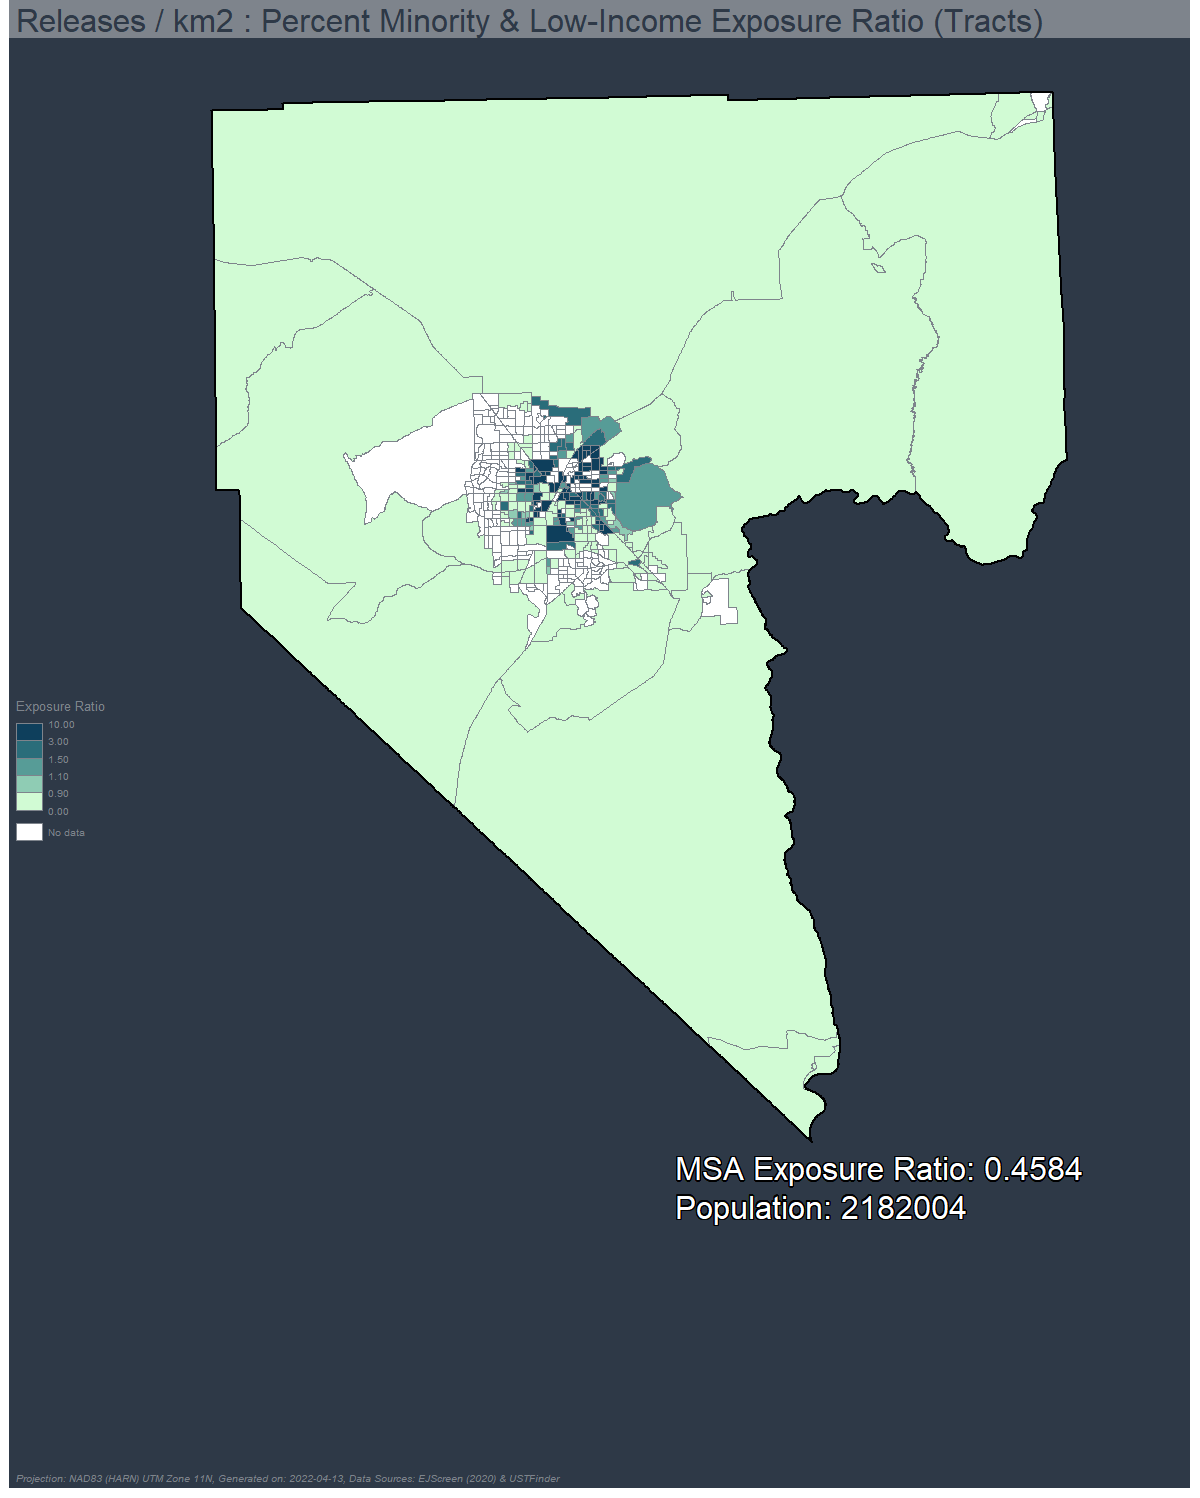 Releases / km2 : Percent Minority & Low-Income Exposure Ratio (Tracts)
Exposure Ratio
10.00
3.00
1.50
1.10
0.90
0.00
No data
MSA Exposure Ratio: 0.4584
Population: 2182004
Projection: NAD83 (HARN) UTM Zone 11N, Generated on: 2022-04-13, Data Sources: EJScreen (2020) & USTFinder